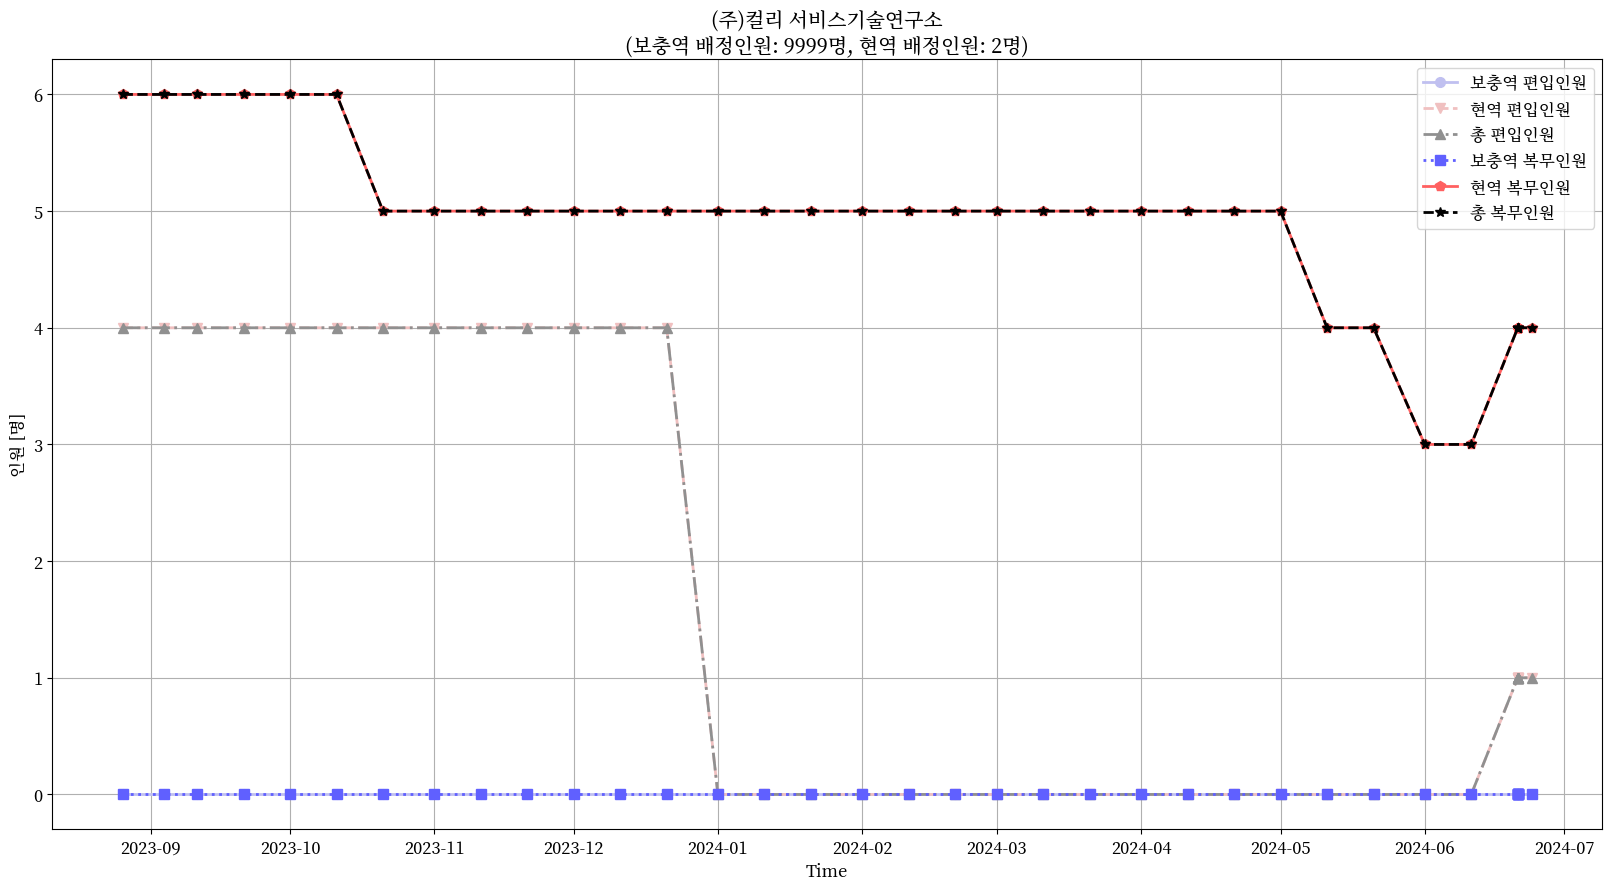 (주)컬리 서비스기술연구소
(보충역 배정인원: 9999명, 현역 배정인원: 2명)
보충역 편입인원
현역 편입인원
총 편입인원
보충역 복무인원
현역 복무인원
총 복무인원
인원 [명]
6
5
4
3
2
1
0
2023-09 2023-10 2023-11 2023-12 2024-01 2024-02 2024-03 2024-04 2024-05 2024-06 2024-07
Time